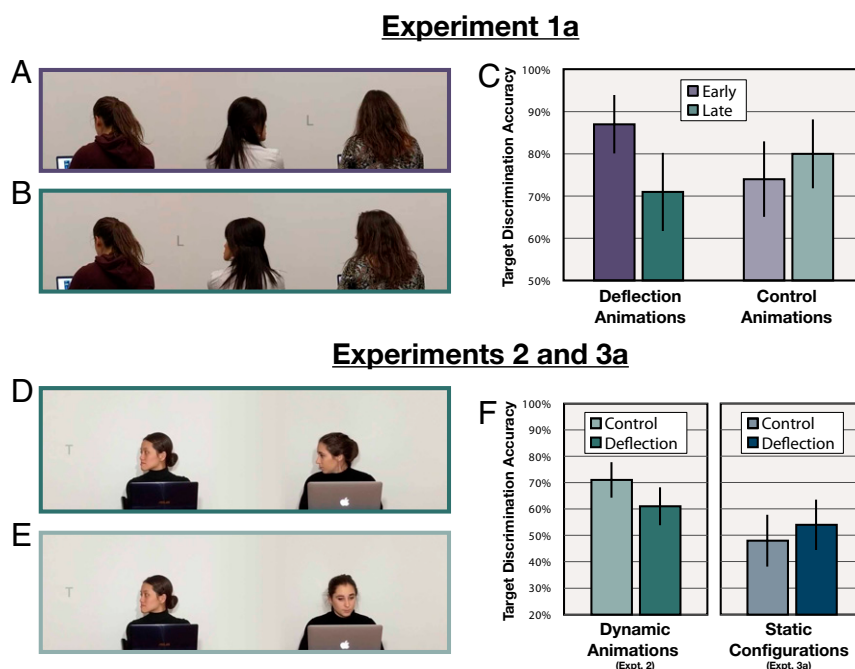 Experiment 1a
A
L
B
L
C
Target Discrimination Accuracy
100%
90%
80%
70%
60%
50%
Early
Late
Deflection
Animations
Control
Animations
Experiments 2 and 3a
D
T
E
T
F
Target Discrimination Accuracy
100%
90%
80%
70%
60%
50%
40%
30%
20%
Control
Deflection
Control
Deflection
Dynamic
Animations
(Expt. 2)
Static
Configurations
(Expt. 3a)